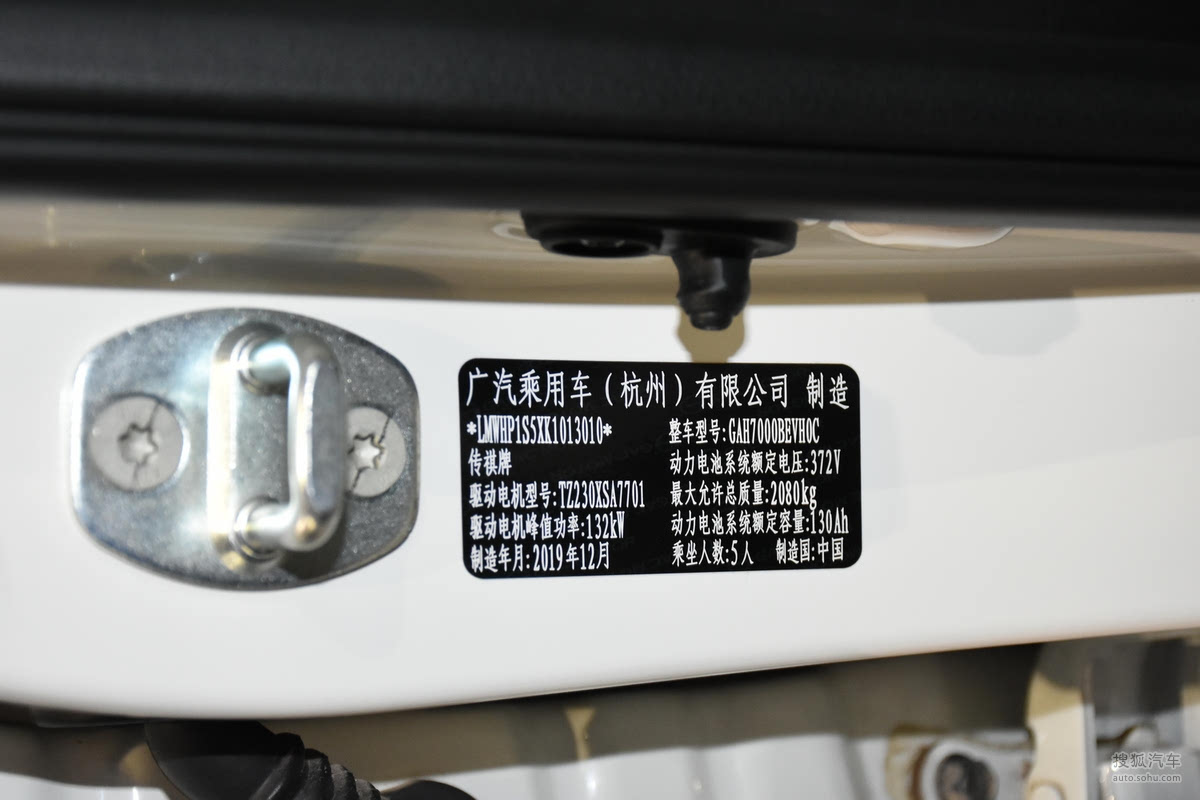 广汽乘用车（杭州）有限公司 制造
*LMWHP1S5XK1013010* 整车型号:GAH7000BEVH0C
传祺牌 动力电池系统额定电压:372V
驱动电机型号:TZ230XSA7701 最大允许总质量:2080kg
驱动电机峰值功率:132kW 动力电池系统额定容量:130Ah
制造年月:2019年12月 乘坐人数:5人 制造国:中国
搜狐汽车
auto.sohu.com